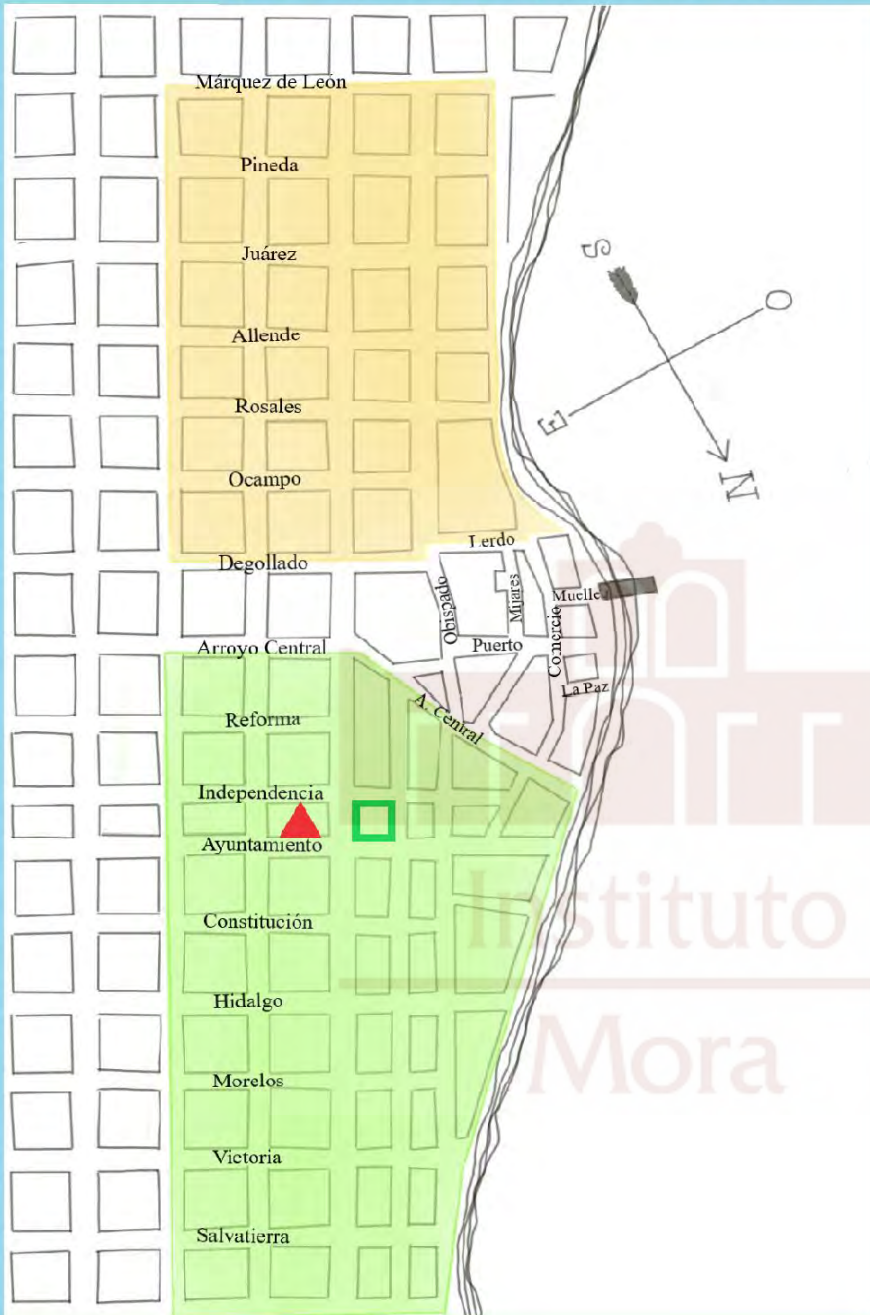 Márquez de León
Pineda
Juárez
Allende
Rosales
Ocampo
Degollado
Lerdo
Obispado
Mijares
Muelle
Comercio
Puerto
Arroyo Central
La Paz
A. Central
Reforma
Independencia
Ayuntamiento
Constitución
Hidalgo
Morelos
Victoria
Salvatierra
S
O
E
N
Instituto
Mora